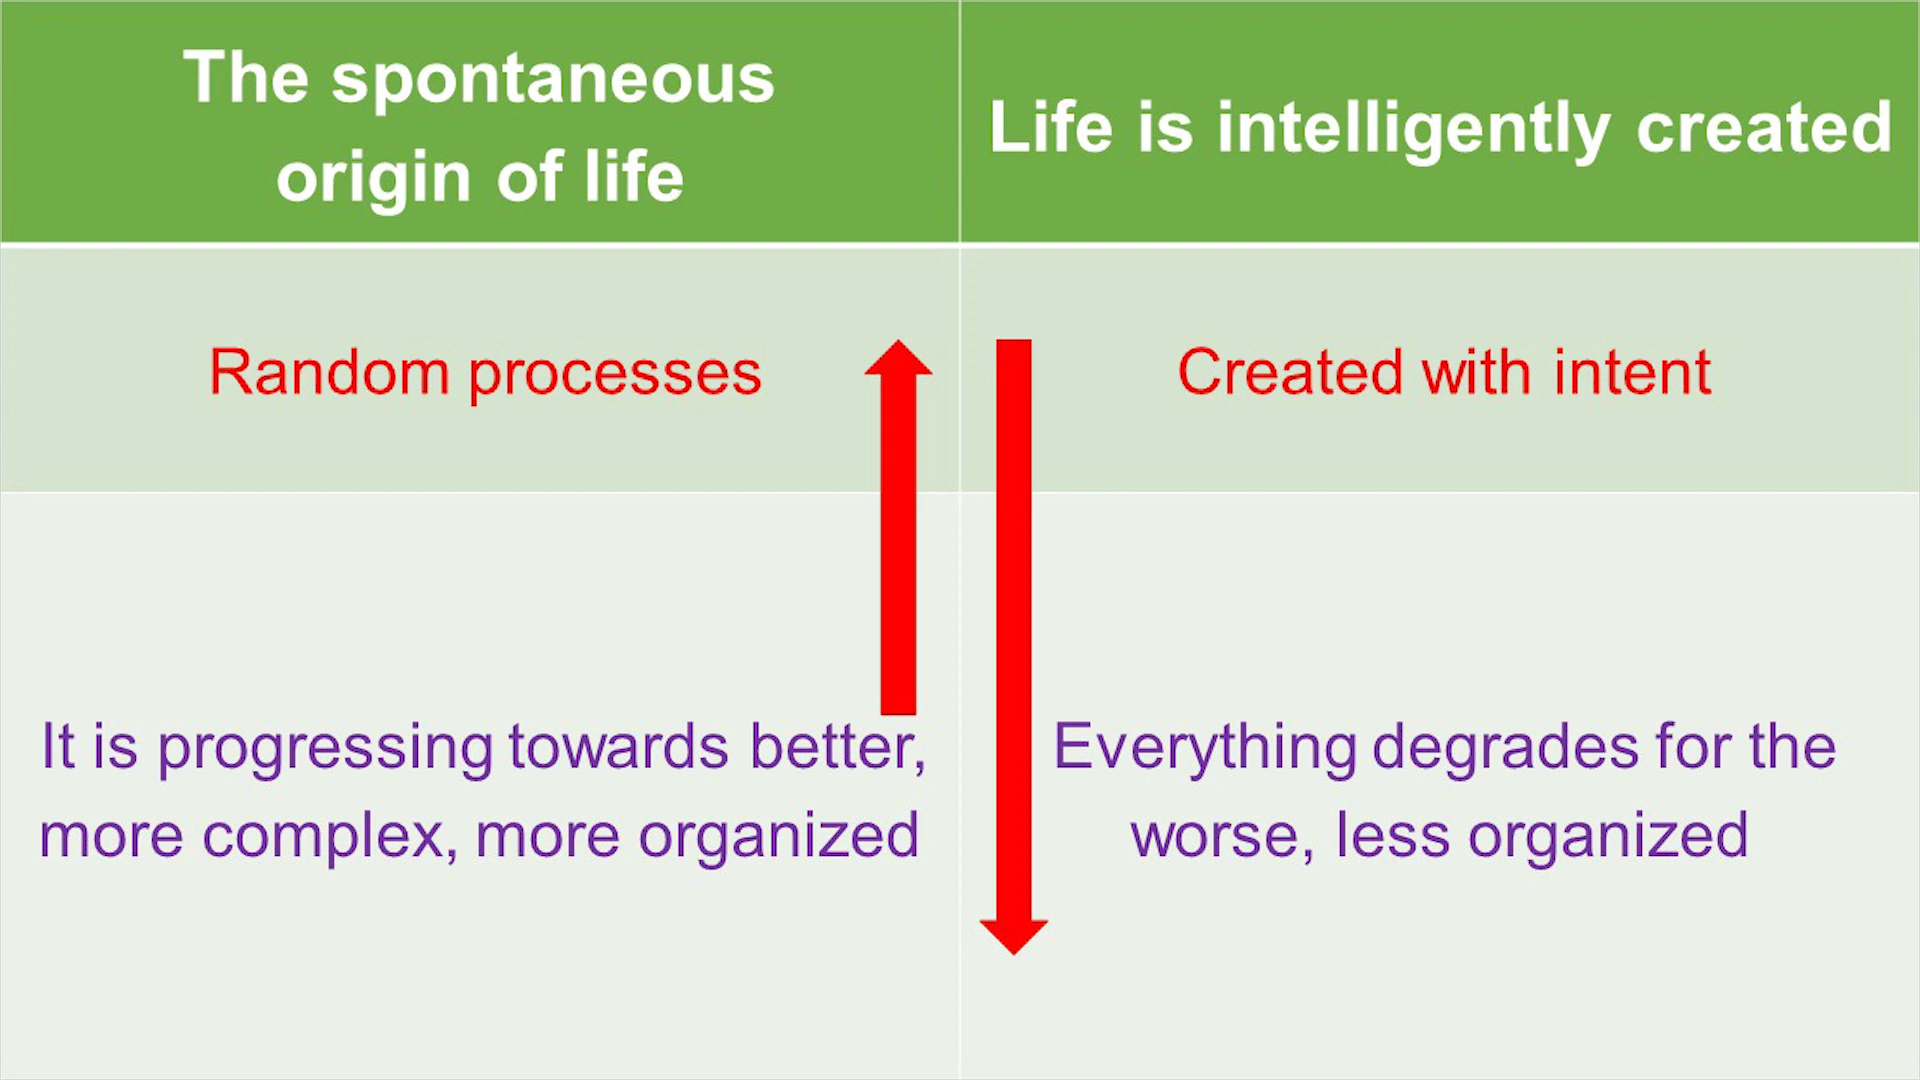 The spontaneous
origin of life
Life is intelligently created
Random processes
Created with intent
It is progressing towards better,
more complex, more organized
Everything degrades for the
worse, less organized